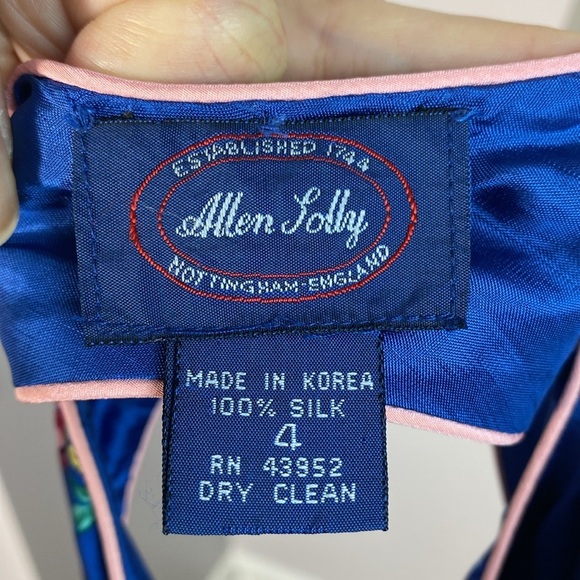 ESTABLISHED 1744
Allen Solly
NOTTINGHAM-ENGLAND
MADE IN KOREA
100% SILK
4
RN 43952
DRY CLEAN